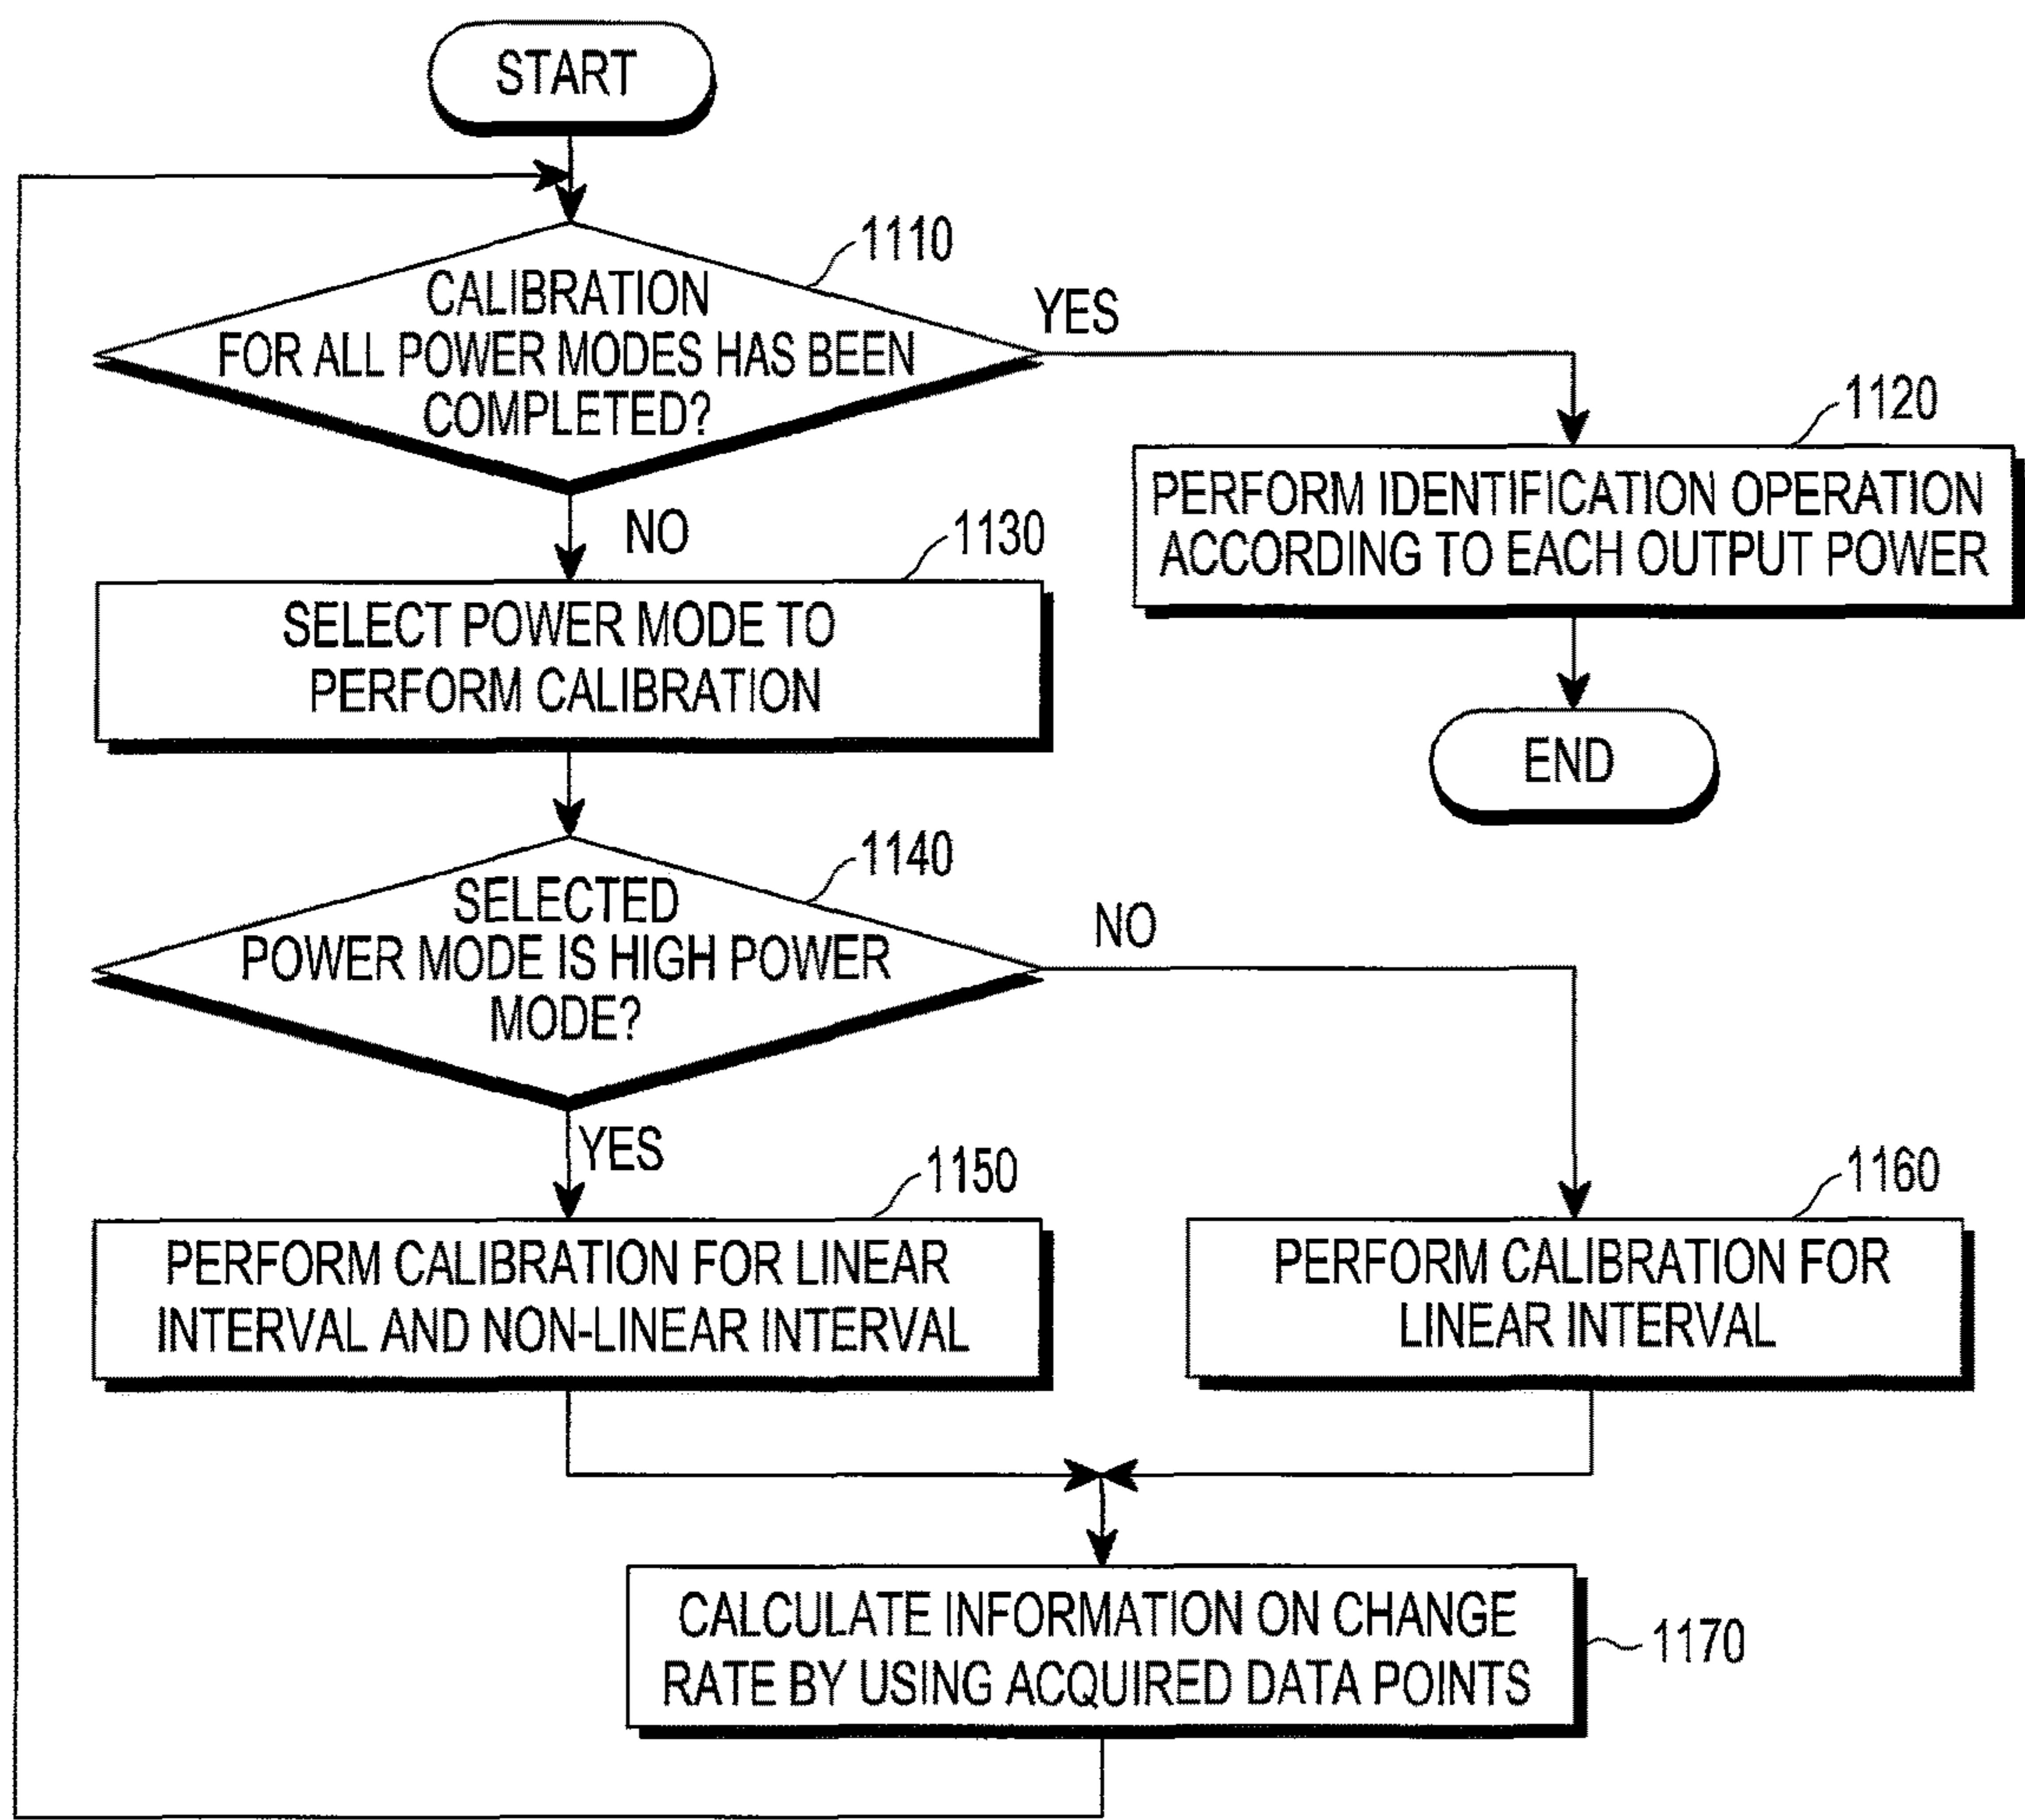 START
1110
CALIBRATION
FOR ALL POWER MODES HAS BEEN
COMPLETED?
YES
1120
PERFORM IDENTIFICATION OPERATION
ACCORDING TO EACH OUTPUT POWER
END
NO
1130
SELECT POWER MODE TO
PERFORM CALIBRATION
1140
SELECTED
POWER MODE IS HIGH POWER
MODE?
NO
YES
1150
PERFORM CALIBRATION FOR LINEAR
INTERVAL AND NON-LINEAR INTERVAL
1160
PERFORM CALIBRATION FOR
LINEAR INTERVAL
CALCULATE INFORMATION ON CHANGE
RATE BY USING ACQUIRED DATA POINTS
1170